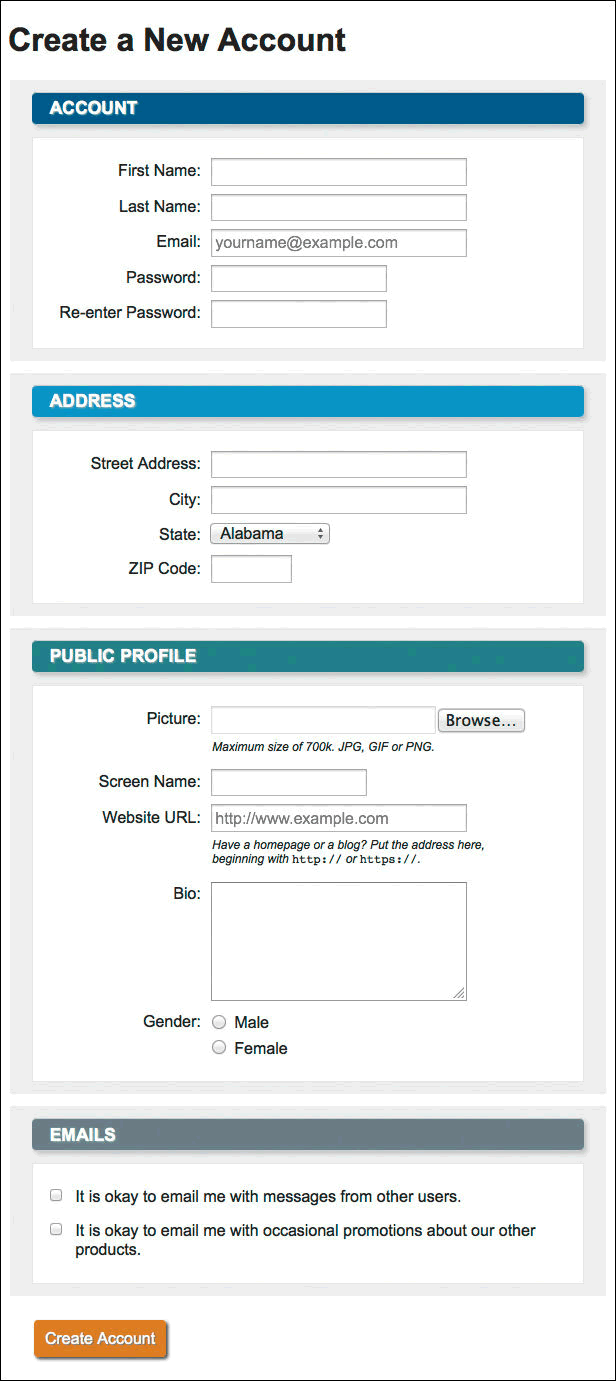 Create a New Account
ACCOUNT
First Name:
Last Name:
Email: yourname@example.com
Password:
Re-enter Password:
ADDRESS
Street Address:
City:
State: Alabama
ZIP Code:
PUBLIC PROFILE
Picture: Browse...
Maximum size of 700k. JPG, GIF or PNG.
Screen Name:
Website URL: http://www.example.com
Have a homepage or a blog? Put the address here,
beginning with http:// or https://.
Bio:
Gender: Male
Female
EMAILS
It is okay to email me with messages from other users.
It is okay to email me with occasional promotions about our other
products.
Create Account